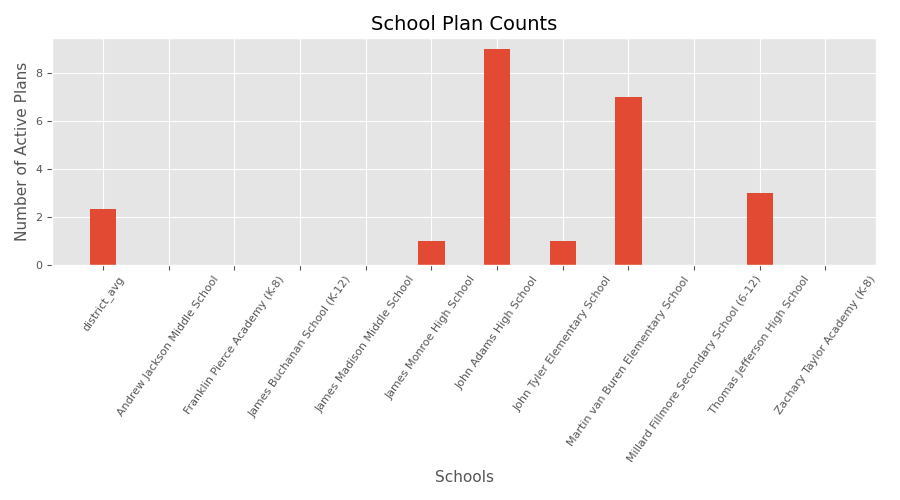 School Plan Counts
Number of Active Plans
8
6
4
2
0
district_avg
Andrew Jackson Middle School
Franklin Pierce Academy (K-8)
James Buchanan School (K-12)
James Madison Middle School
James Monroe High School
John Adams High School
John Tyler Elementary School
Martin van Buren Elementary School
Millard Fillmore Secondary School (6-12)
Thomas Jefferson High School
Zachary Taylor Academy (K-8)
Schools